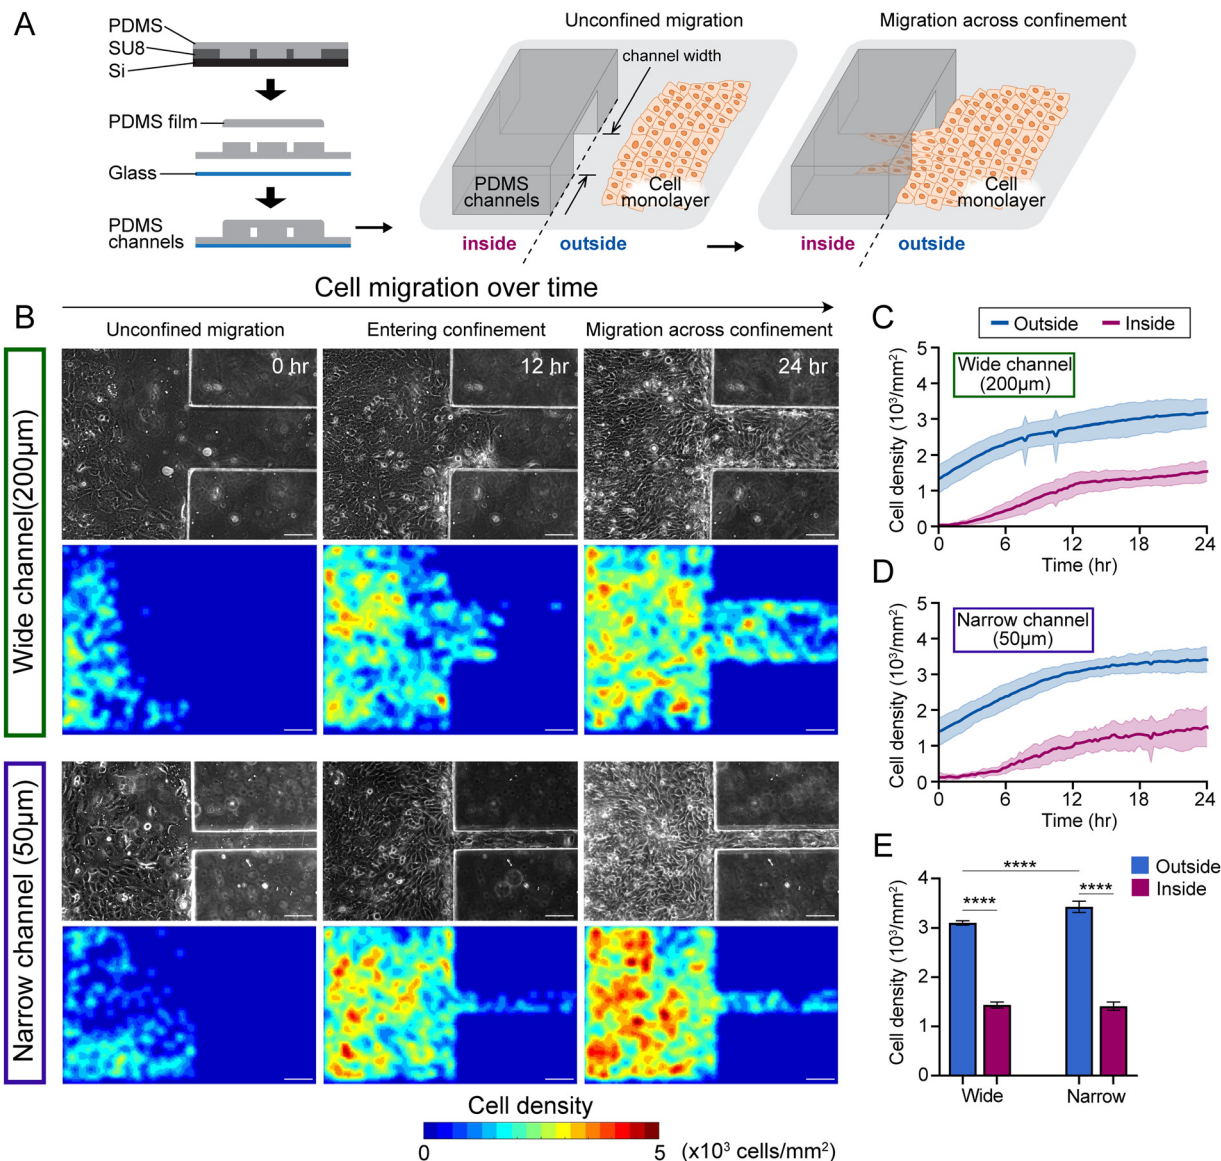 A
PDMS
SU8
Si
PDMS film
Glass
PDMS
channels
Unconfined migration
channel width
PDMS
channels
Cell
monolayer
inside
outside
Migration across confinement
Cell
monolayer
inside
outside
Cell migration over time
B
Unconfined migration
Entering confinement
Migration across confinement
Wide channel(200µm)
0 hr
12 hr
24 hr
Narrow channel (50µm)
Cell density
0
5
(x10³ cells/mm²)
C
Outside
Inside
Wide channel
(200µm)
Cell density (10³/mm²)
5
4
3
2
1
0
0
6
12
18
24
Time (hr)
D
Narrow channel
(50µm)
Cell density (10³/mm²)
5
4
3
2
1
0
0
6
12
18
24
Time (hr)
E
Outside
Inside
****
****
****
Cell density (10³/mm²)
4
3
2
1
0
Wide
Narrow